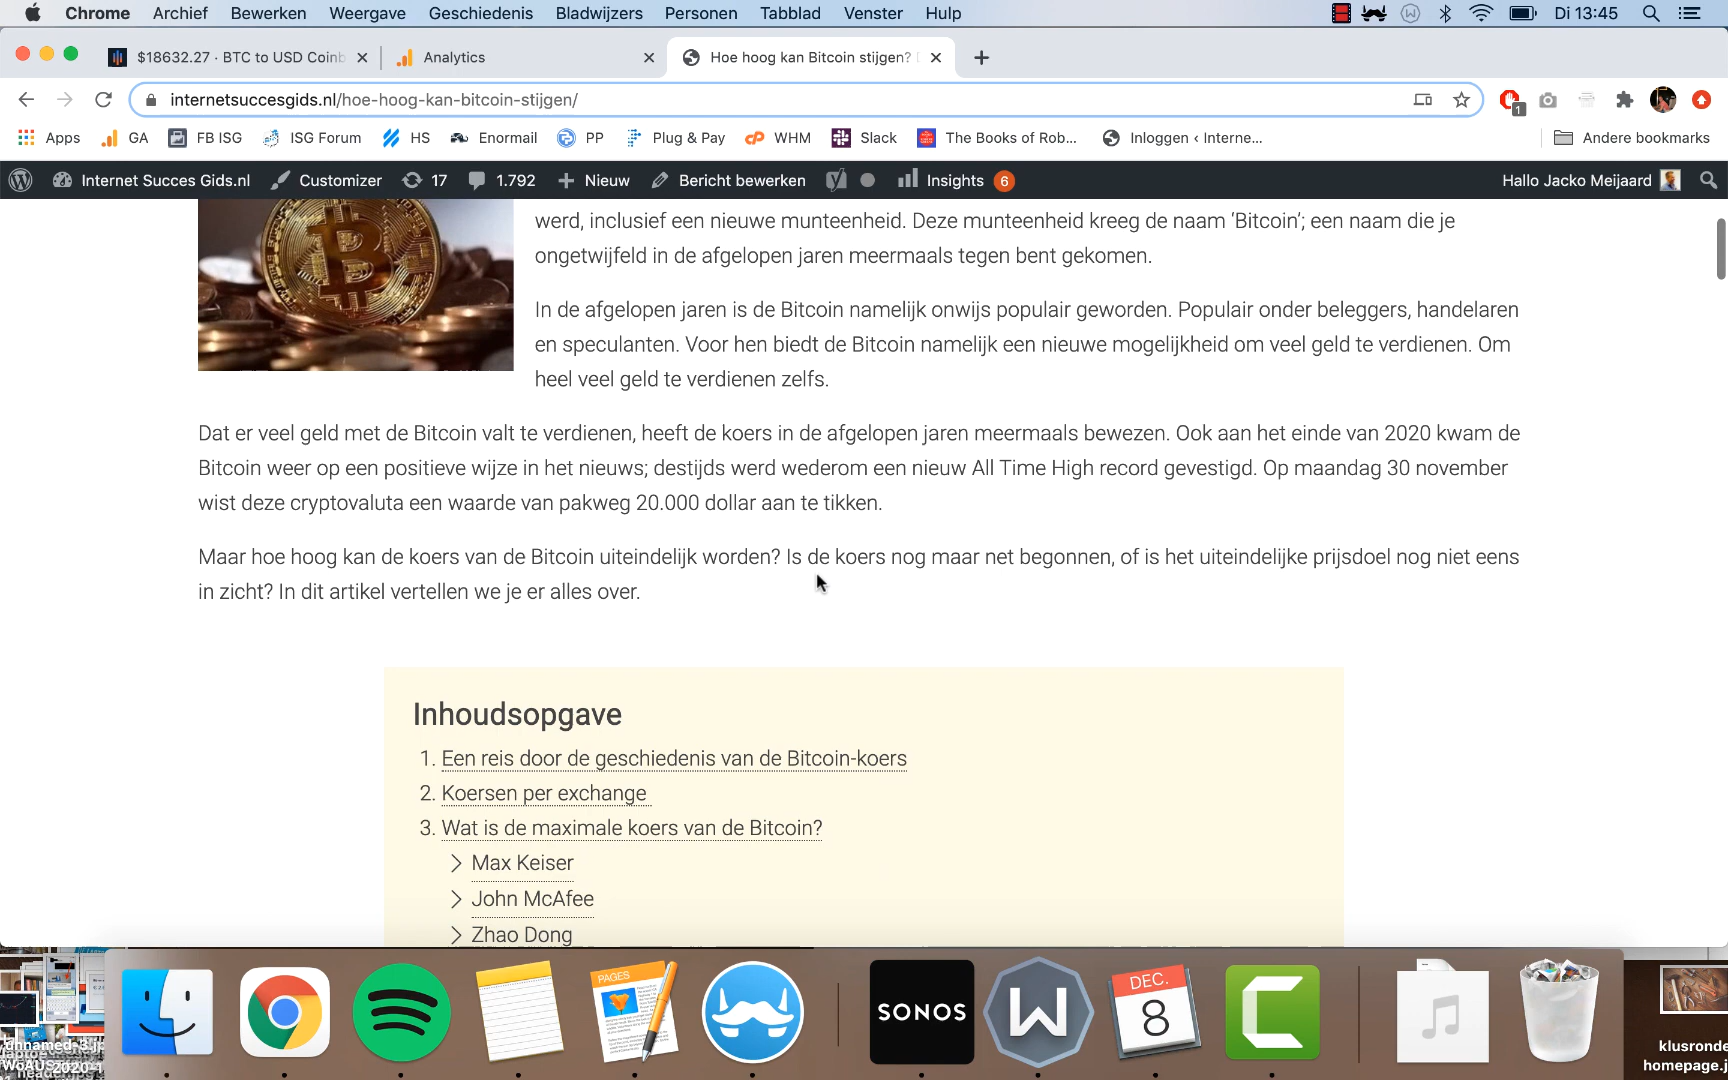 Chrome Archief Bewerken Weergave Geschiedenis Bladwijzers Personen Tabblad Venster Hulp Di 13:45
$18632.27 · BTC to USD Coinb Analytics Hoe hoog kan Bitcoin stijgen?
internetsuccesgids.nl/hoe-hoog-kan-bitcoin-stijgen/ 1
Apps GA FB ISG ISG Forum HS Enormail PP Plug & Pay WHM Slack The Books of Rob... Inloggen ‹ Interne... Andere bookmarks
Internet Succes Gids.nl Customizer 17 1.792 Nieuw Bericht bewerken Insights 6 Hallo Jacko Meijaard
werd, inclusief een nieuwe munteenheid. Deze munteenheid kreeg de naam ‘Bitcoin’; een naam die je
ongetwijfeld in de afgelopen jaren meermaals tegen bent gekomen.
In de afgelopen jaren is de Bitcoin namelijk onwijs populair geworden. Populair onder beleggers, handelaren
en speculanten. Voor hen biedt de Bitcoin namelijk een nieuwe mogelijkheid om veel geld te verdienen. Om
heel veel geld te verdienen zelfs.
Dat er veel geld met de Bitcoin valt te verdienen, heeft de koers in de afgelopen jaren meermaals bewezen. Ook aan het einde van 2020 kwam de
Bitcoin weer op een positieve wijze in het nieuws; destijds werd wederom een nieuw All Time High record gevestigd. Op maandag 30 november
wist deze cryptovaluta een waarde van pakweg 20.000 dollar aan te tikken.
Maar hoe hoog kan de koers van de Bitcoin uiteindelijk worden? Is de koers nog maar net begonnen, of is het uiteindelijke prijsdoel nog niet eens
in zicht? In dit artikel vertellen we je er alles over.
Inhoudsopgave
1. Een reis door de geschiedenis van de Bitcoin-koers
2. Koersen per exchange
3. Wat is de maximale koers van de Bitcoin?
Max Keiser
John McAfee
Zhao Dong
PAGES
SONOS
DEC.
8
klusronde
homepage.j